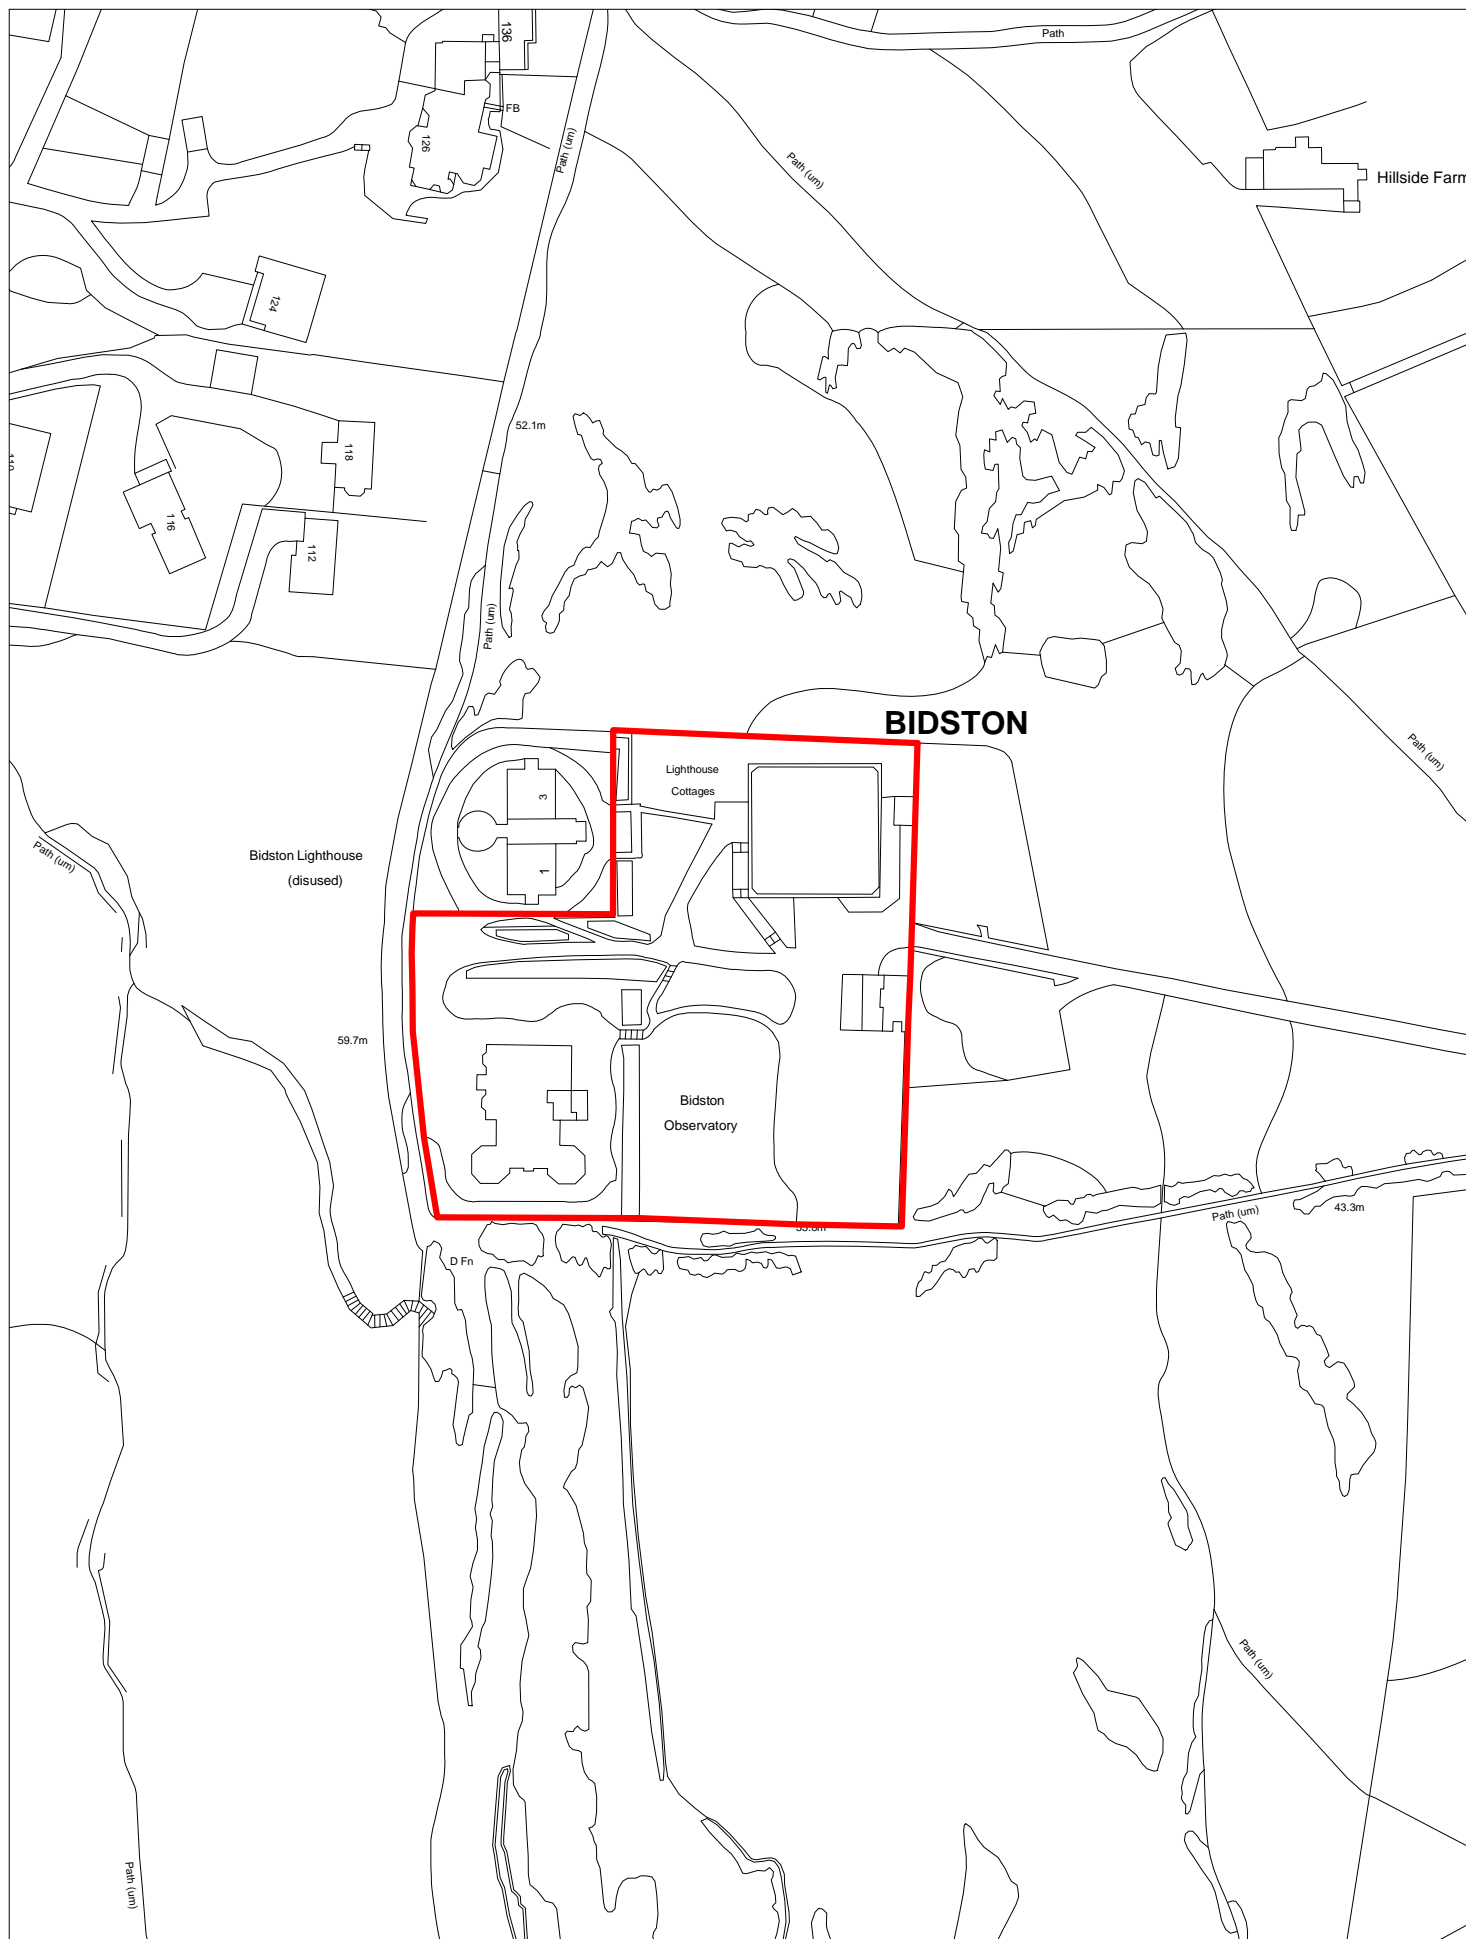 136
Path
FB
126
Path (um)
Path (um)
Hillside Farm
124
52.1m
118
116
112
Path (um)
BIDSTON
Path (um)
Lighthouse
Cottages
3
Bidston Lighthouse
(disused)
Path (um)
1
59.7m
Bidston
Observatory
Path (um)
43.3m
D Fn
Path (um)
Path (um)